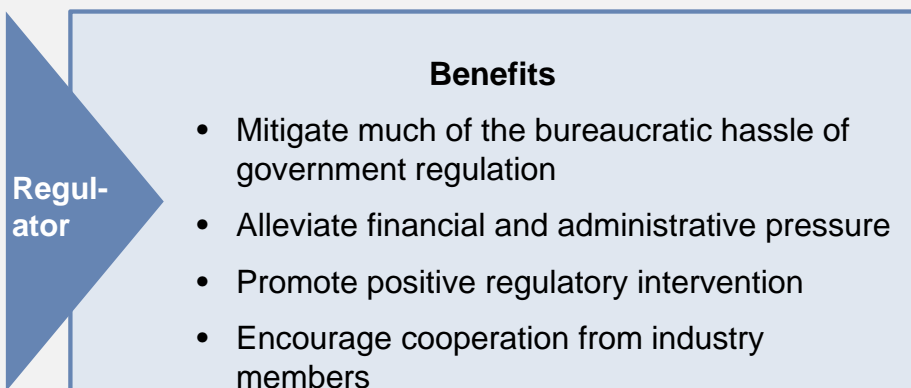 Benefits
• Mitigate much of the bureaucratic hassle of
government regulation
Regul-
ator
• Alleviate financial and administrative pressure
• Promote positive regulatory intervention
• Encourage cooperation from industry
members